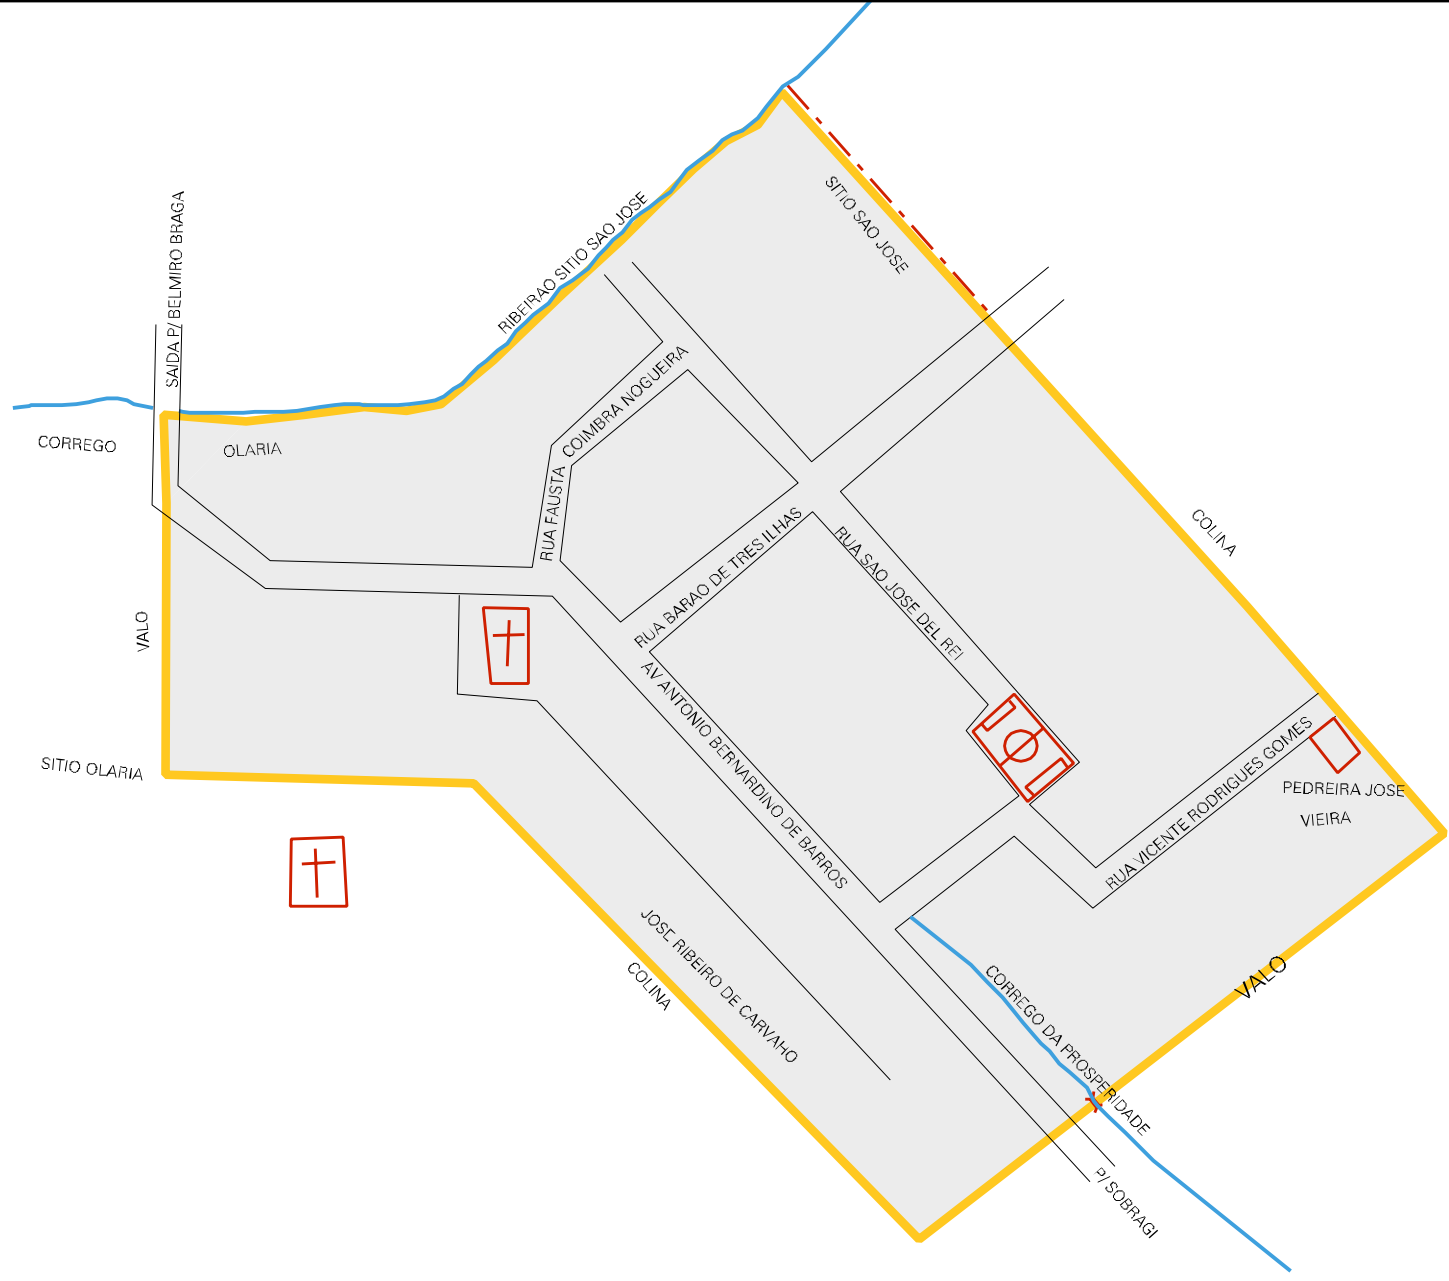 SAIDA P/ BELMIRO BRAGA
RIBEIRAO SITIO SAO JOSE
SITIO SAO JOSE
CORREGO
OLARIA
RUA FAUSTA
COIMBRA NOGUEIRA
RUA BARAO DE TRES ILHAS
RUA SAO JOSE DEL REI
COLINA
VALO
AV ANTONIO BERNARDINO DE BARROS
SITIO OLARIA
RUA VICENTE RODRIGUES GOMES
PEDREIRA JOSE
VIEIRA
JOSE RIBEIRO DE CARVAHO
COLINA
VALO
CORREGO DA PROSPERIDADE
P/ SOBRAGI